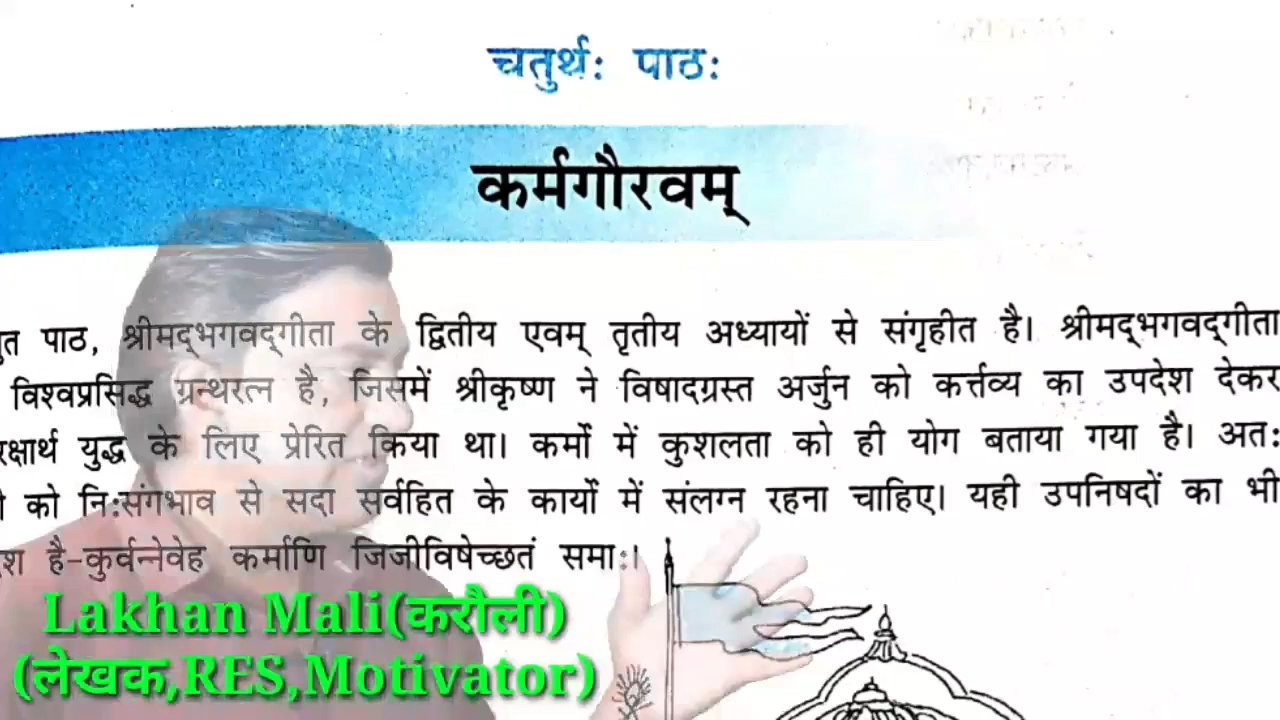 चतुर्थः पाठः
कर्मगौरवम्
पाठ, श्रीमद्भगवद्गीता के द्वितीय एवम् तृतीय अध्यायों से संगृहीत है। श्रीमद्भगवद्गीता
विश्वप्रसिद्ध ग्रन्थरत्न है, जिसमें श्रीकृष्ण ने विषादग्रस्त अर्जुन को कर्त्तव्य का उपदेश देकर
युद्ध के लिए प्रेरित किया था। कर्मों में कुशलता को ही योग बताया गया है। अतः
को निःसंगभाव से सदा सर्वहित के कार्यों में संलग्न रहना चाहिए। यही उपनिषदों का भी
है-कुर्वन्नेवेह कर्माणि जिजीविषेच्छतं समाः।
Lakhan Mali(करौली)
(लेखक,RES,Motivator)